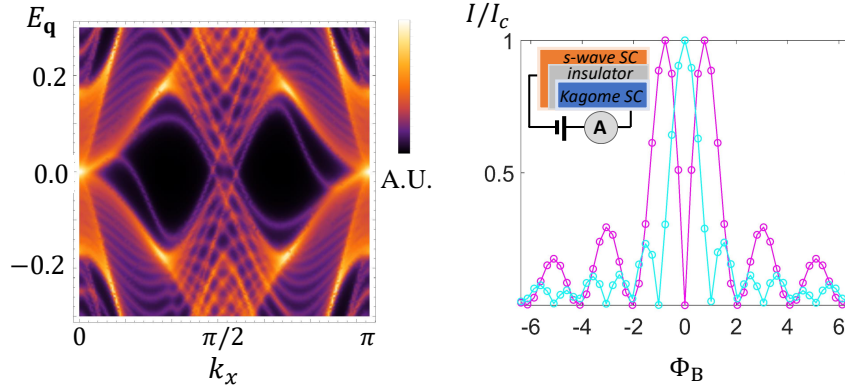 E_q
0.2
0.0
−0.2
0
π/2
π
k_x
A.U.
I/I_c
1
0.5
s-wave SC
insulator
Kagome SC
A
-6
-4
-2
0
2
4
6
Φ_B